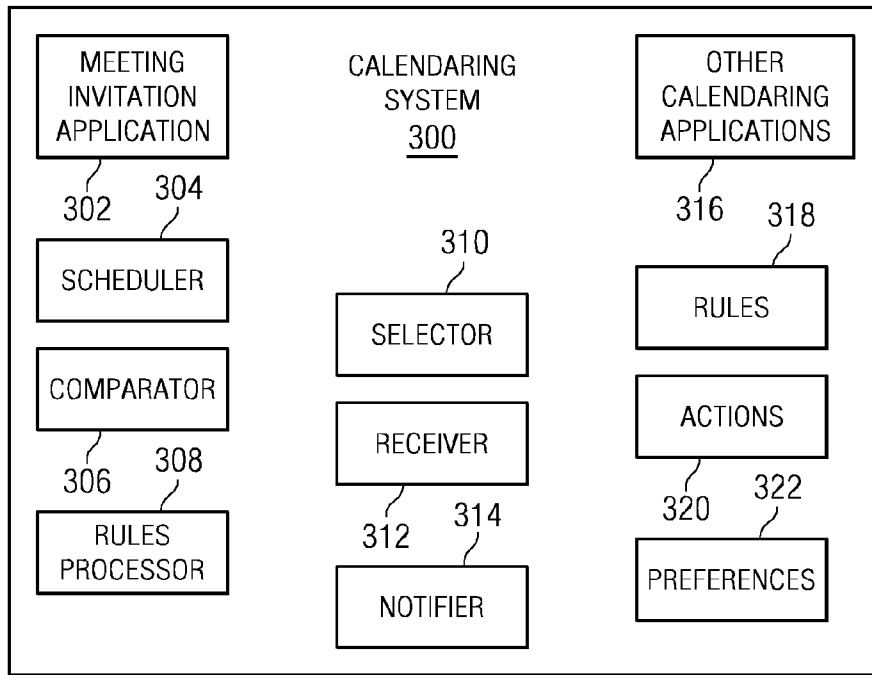 MEETING
INVITATION
APPLICATION
302
304
SCHEDULER
COMPARATOR
306
308
RULES
PROCESSOR
CALENDARING
SYSTEM
300
310
SELECTOR
RECEIVER
312
314
NOTIFIER
OTHER
CALENDARING
APPLICATIONS
316
318
RULES
ACTIONS
320
322
PREFERENCES